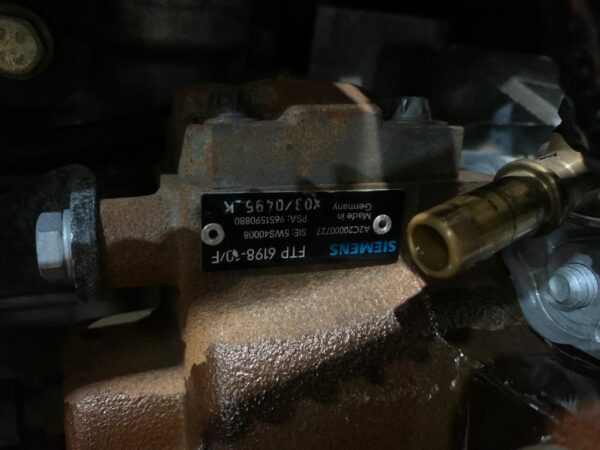 SIEMENS FTP 6198-10/F
A2C20000727 SIE: 5WS40008
Made in PSA: 9651590880
Germany X03/0495_K